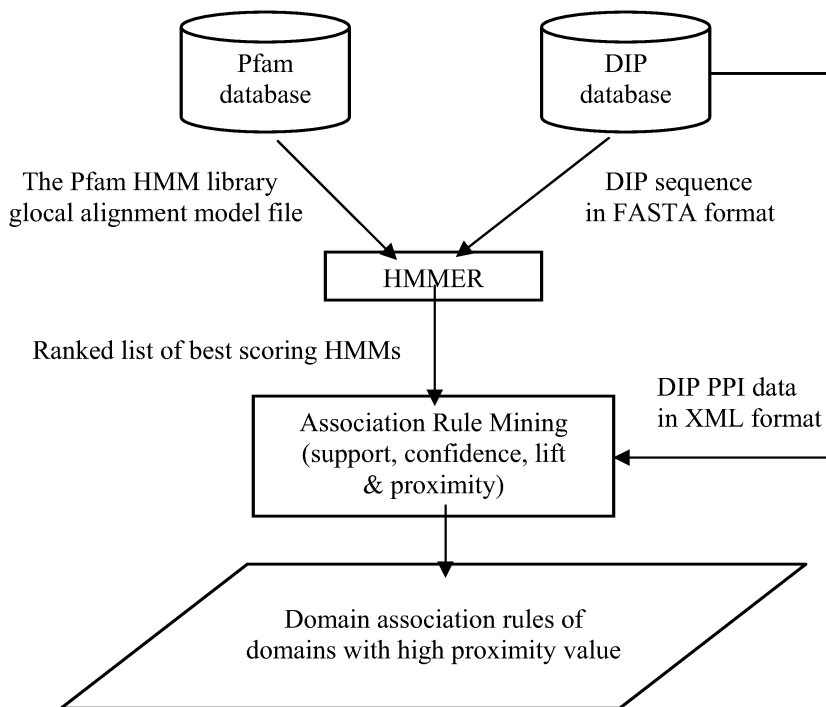 Pfam
database
DIP
database
The Pfam HMM library
glocal alignment model file
DIP sequence
in FASTA format
HMMER
Ranked list of best scoring HMMs
DIP PPI data
in XML format
Association Rule Mining
(support, confidence, lift
& proximity)
Domain association rules of
domains with high proximity value